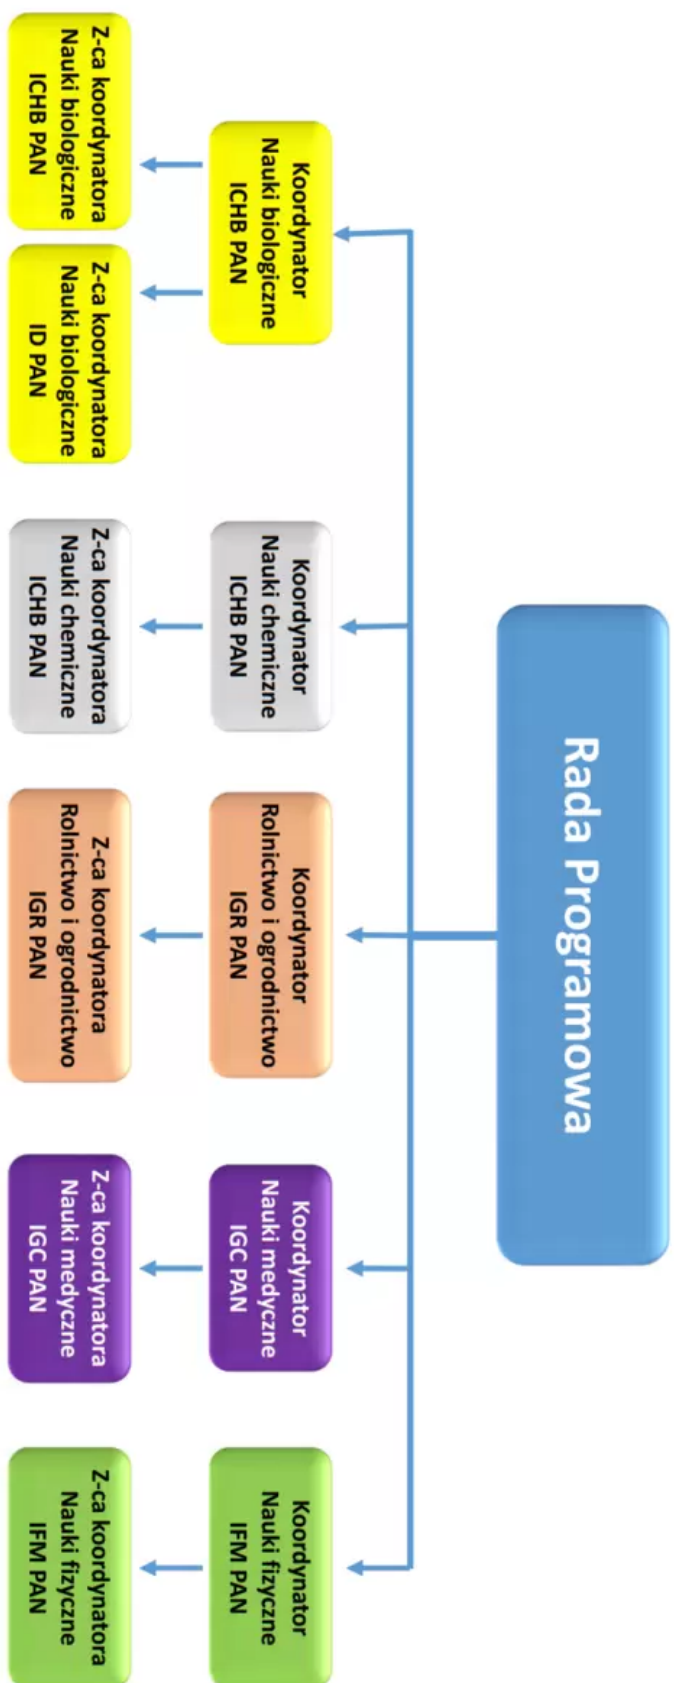 Rada Programowa
Koordynator
Nauki biologiczne
ICHB PAN
Koordynator
Nauki chemiczne
ICHB PAN
Koordynator
Rolnictwo i ogrodnictwo
IGR PAN
Koordynator
Nauki medyczne
IGC PAN
Koordynator
Nauki fizyczne
IFM PAN
Z-ca koordynatora
Nauki biologiczne
ICHB PAN
Z-ca koordynatora
Nauki biologiczne
ID PAN
Z-ca koordynatora
Nauki chemiczne
ICHB PAN
Z-ca koordynatora
Rolnictwo i ogrodnictwo
IGR PAN
Z-ca koordynatora
Nauki medyczne
IGC PAN
Z-ca koordynatora
Nauki fizyczne
IFM PAN